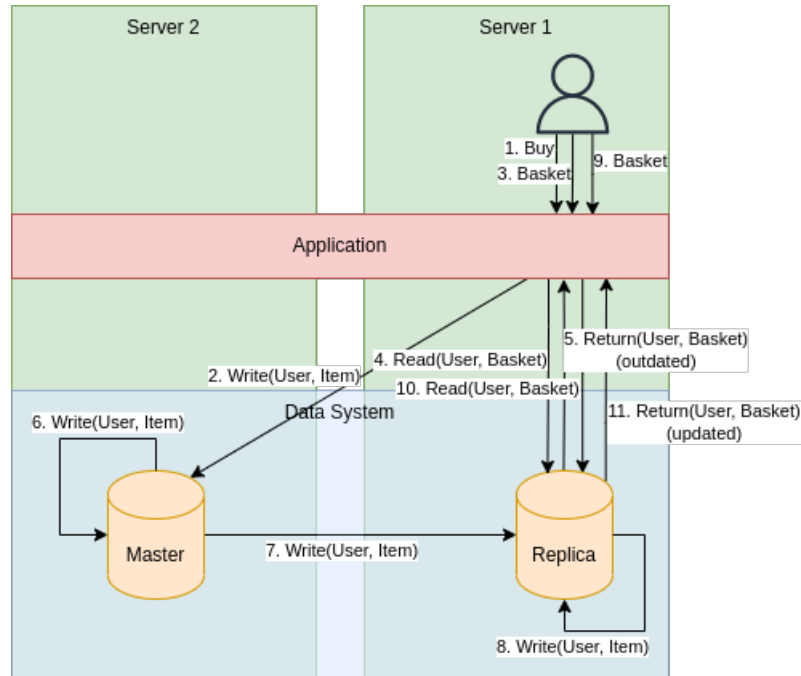 Server 2
Server 1
1. Buy
9. Basket
3. Basket
Application
4. Read(User, Basket)
5. Return(User, Basket)
(outdated)
2. Write(User, Item)
10. Read(User, Basket)
Data System
11. Return(User, Basket)
(updated)
6. Write(User, Item)
Master
7. Write(User, Item)
Replica
8. Write(User, Item)